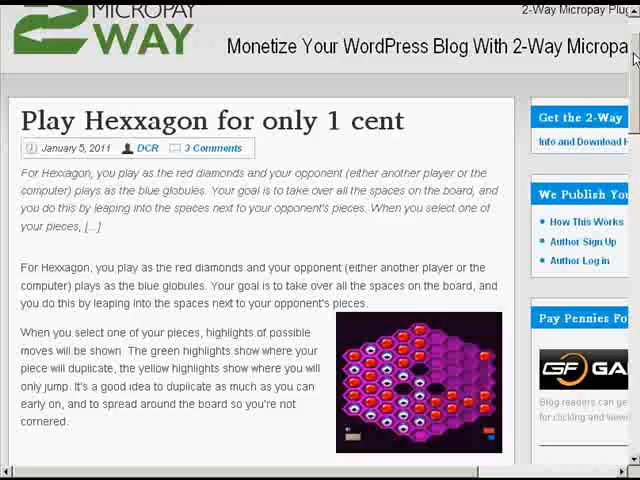 MICROPAY
2-Way Micropay Plug
2WAY
Monetize Your WordPress Blog With 2-Way Micropa
Play Hexxagon for only 1 cent
January 5, 2011 DCR 3 Comments
For Hexxagon, you play as the red diamonds and your opponent (either another player or the
computer) plays as the blue globules. Your goal is to take over all the spaces on the board, and
you do this by leaping into the spaces next to your opponent's pieces. When you select one of
your pieces, [...]
For Hexxagon, you play as the red diamonds and your opponent (either another player or the
computer) plays as the blue globules. Your goal is to take over all the spaces on the board, and
you do this by leaping into the spaces next to your opponent's pieces.
When you select one of your pieces, highlights of possible
moves will be shown. The green highlights show where your
piece will duplicate, the yellow highlights show where you will
only jump. It's a good idea to duplicate as much as you can
early on, and to spread around the board so you're not
cornered.
Get the 2-Way
Info and Download H
We Publish You
How This Works
Author Sign Up
Author Log in
Pay Pennies Fo
GF GA
Blog readers can ge
for clicking and viewe